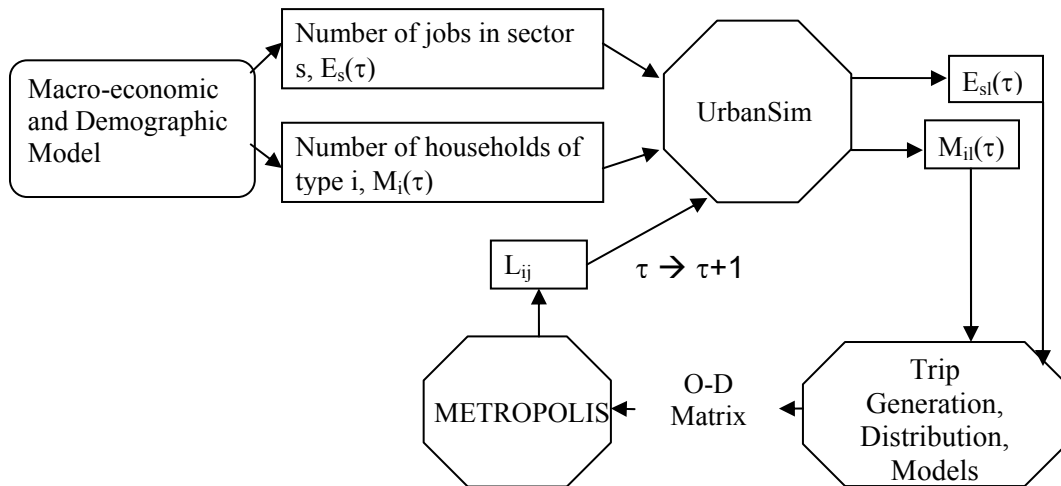 Number of jobs in sector
s, Eₛ(τ)
Macro-economic
and Demographic
Model
Number of households of
type i, Mᵢ(τ)
UrbanSim
Eₛₗ(τ)
Mᵢₗ(τ)
Lᵢⱼ
τ → τ+1
METROPOLIS
O-D
Matrix
Trip
Generation,
Distribution,
Models